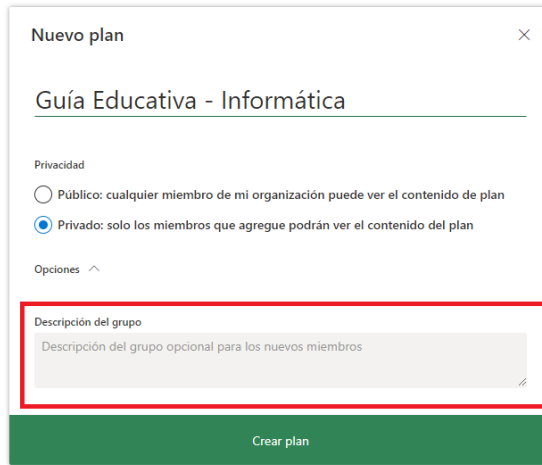 Nuevo plan
Guía Educativa - Informática
Privacidad
Público: cualquier miembro de mi organización puede ver el contenido de plan
Privado: solo los miembros que agregue podrán ver el contenido del plan
Opciones
Descripción del grupo
Descripción del grupo opcional para los nuevos miembros
Crear plan